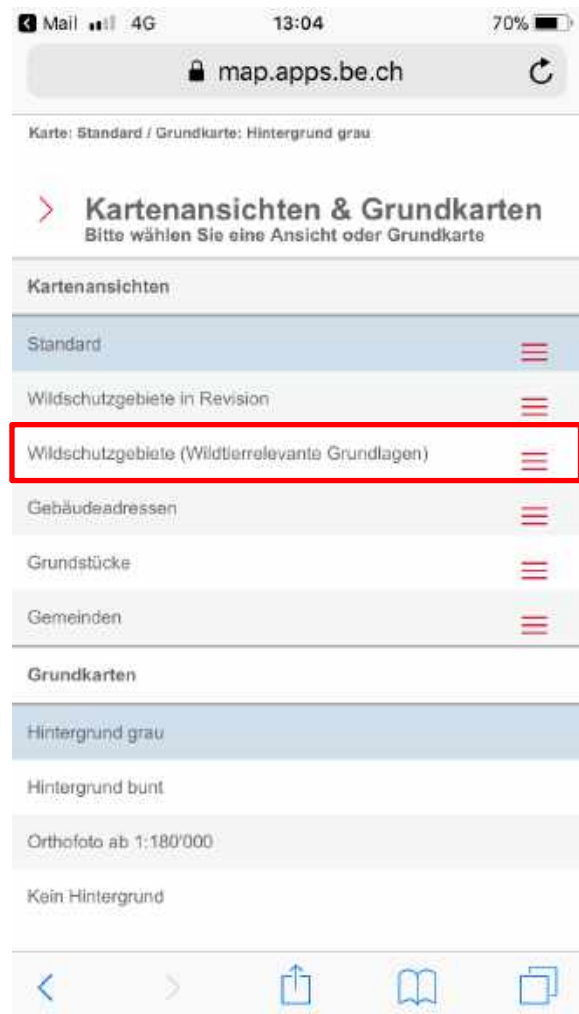 Mail 4G 13:04 70%
map.apps.be.ch
Karte: Standard / Grundkarte: Hintergrund grau
Kartenansichten & Grundkarten
Bitte wählen Sie eine Ansicht oder Grundkarte
Kartenansichten
Standard
Wildschutzgebiete in Revision
Wildschutzgebiete (Wildtierrelevante Grundlagen)
Gebäudeadressen
Grundstücke
Gemeinden
Grundkarten
Hintergrund grau
Hintergrund bunt
Orthofoto ab 1:180'000
Kein Hintergrund